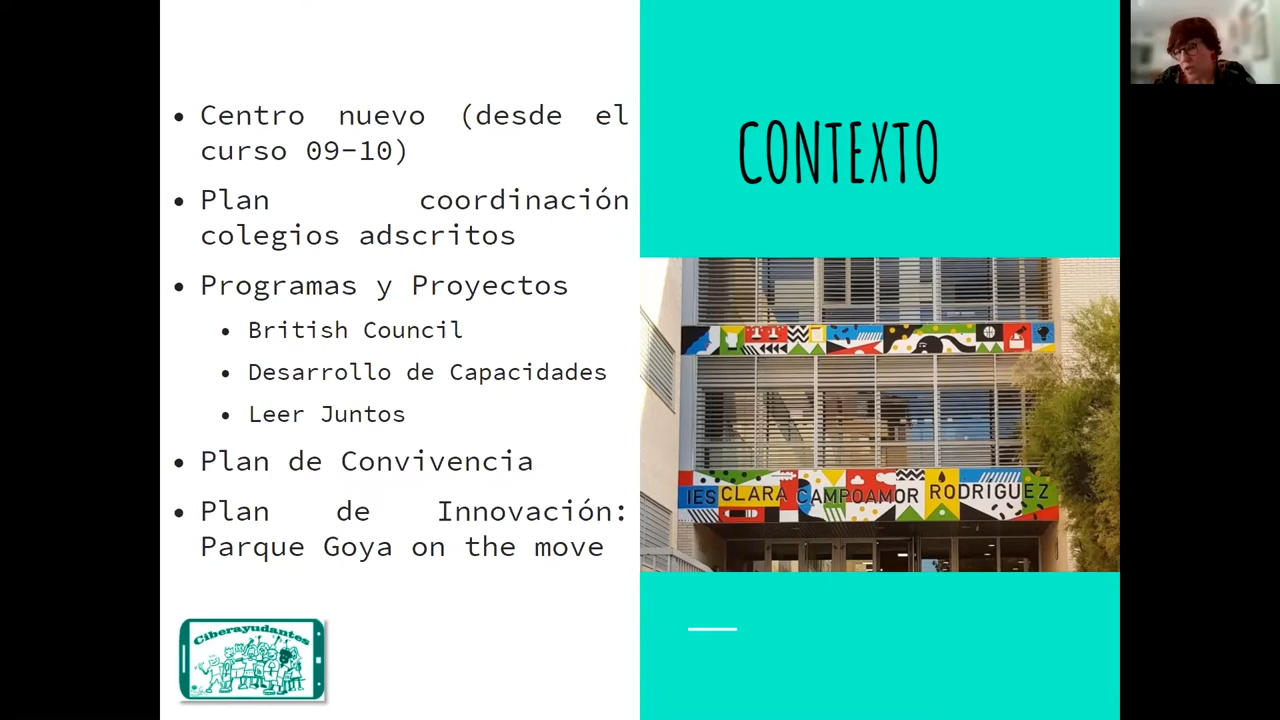 • Centro nuevo (desde el
curso 09-10)
• Plan coordinación
colegios adscritos
• Programas y Proyectos
• British Council
• Desarrollo de Capacidades
• Leer Juntos
• Plan de Convivencia
• Plan de Innovación:
Parque Goya on the move
Ciberayudantes
CONTEXTO
IES CLARA CAMPOAMOR RODRÍGUEZ